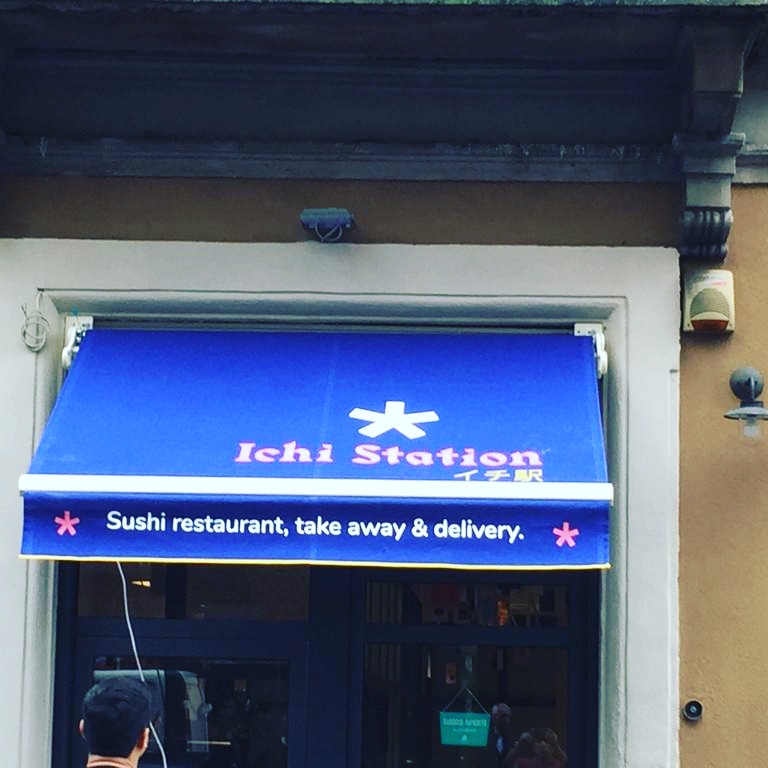 Ichi Station
イチ駅
Sushi restaurant, take away & delivery.